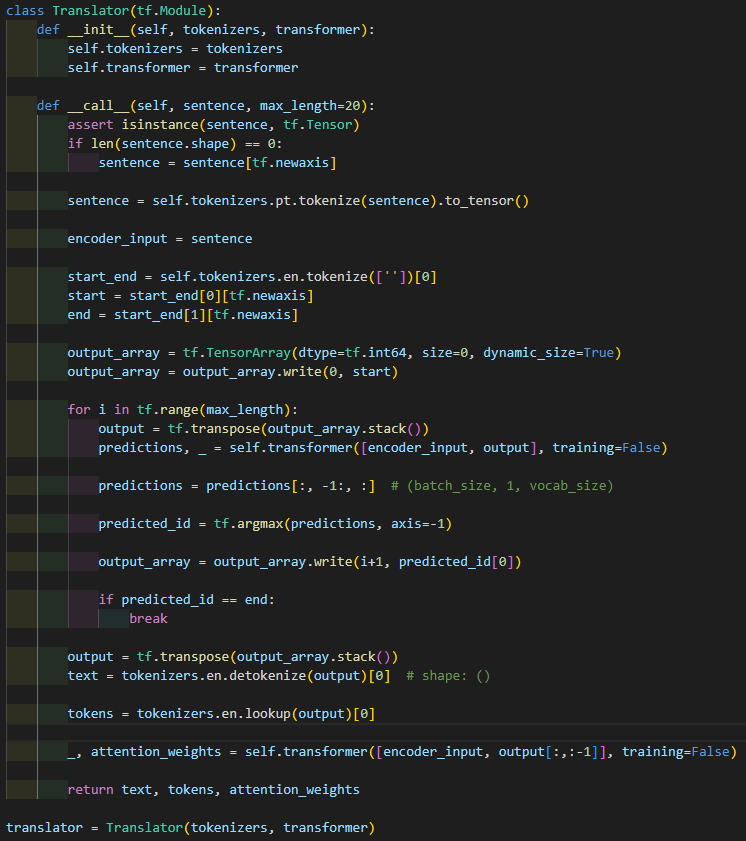 class Translator(tf.Module):
    def __init__(self, tokenizers, transformer):
        self.tokenizers = tokenizers
        self.transformer = transformer

    def __call__(self, sentence, max_length=20):
        assert isinstance(sentence, tf.Tensor)
        if len(sentence.shape) == 0:
            sentence = sentence[tf.newaxis]

        sentence = self.tokenizers.pt.tokenize(sentence).to_tensor()

        encoder_input = sentence

        start_end = self.tokenizers.en.tokenize([''])[0]
        start = start_end[0][tf.newaxis]
        end = start_end[1][tf.newaxis]

        output_array = tf.TensorArray(dtype=tf.int64, size=0, dynamic_size=True)
        output_array = output_array.write(0, start)

        for i in tf.range(max_length):
            output = tf.transpose(output_array.stack())
            predictions, _ = self.transformer([encoder_input, output], training=False)

            predictions = predictions[:, -1:, :]  # (batch_size, 1, vocab_size)

            predicted_id = tf.argmax(predictions, axis=-1)

            output_array = output_array.write(i+1, predicted_id[0])

            if predicted_id == end:
                break

        output = tf.transpose(output_array.stack())
        text = tokenizers.en.detokenize(output)[0]  # shape: ()

        tokens = tokenizers.en.lookup(output)[0]

        _, attention_weights = self.transformer([encoder_input, output[:,:-1]], training=False)

        return text, tokens, attention_weights

translator = Translator(tokenizers, transformer)